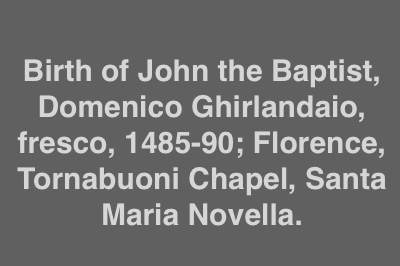 Birth of John the Baptist,
Domenico Ghirlandaio,
fresco, 1485-90; Florence,
Tornabuoni Chapel, Santa
Maria Novella.